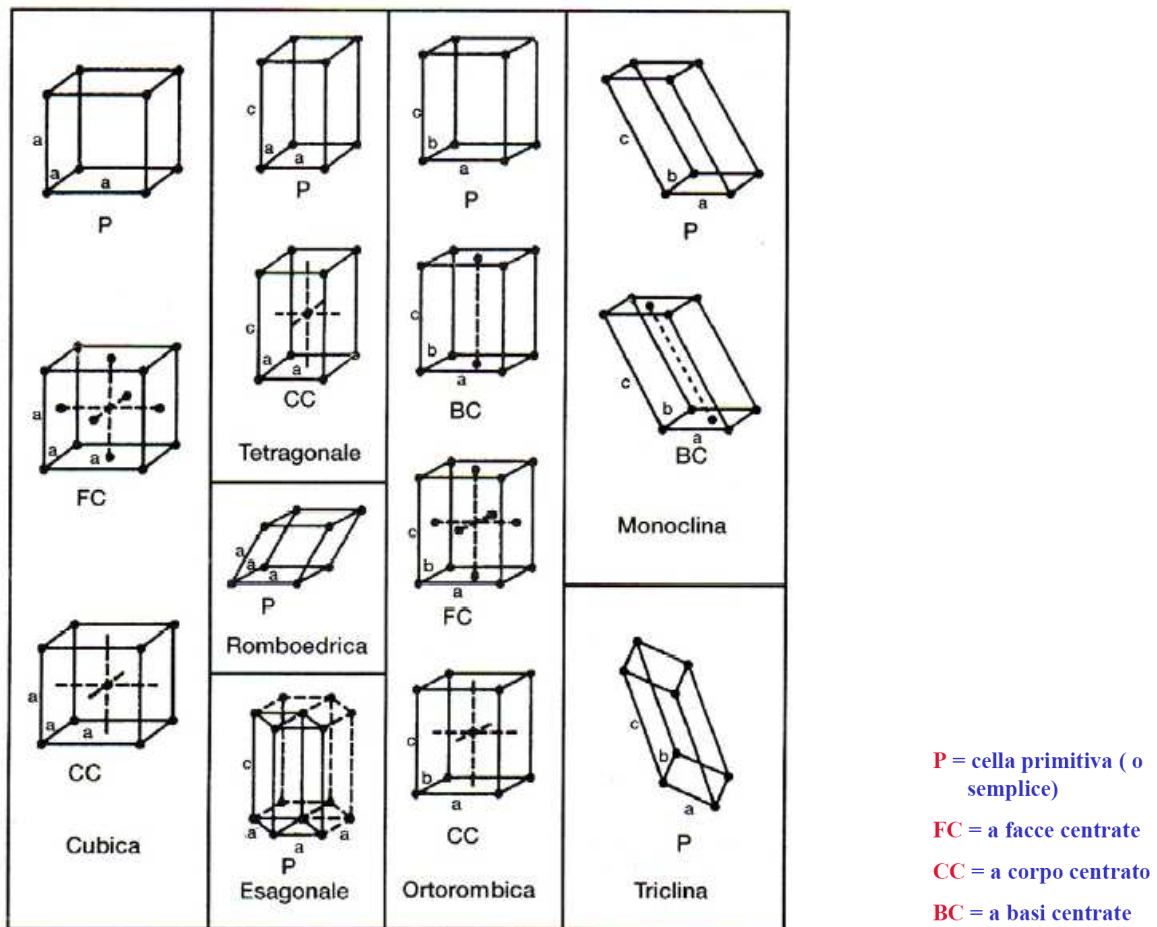 a
a
a
P
a
a
a
FC
a
a
a
CC
Cubica
c
a
a
P
c
a
a
CC
Tetragonale
a
a
a
P
Romboedrica
c
a
a
a
P
Esagonale
c
b
a
P
c
b
a
BC
c
b
a
FC
c
b
a
CC
Ortorombica
c
b
a
P
c
b
a
BC
Monoclina
c
b
a
P
Triclina
P = cella primitiva ( o
semplice)
FC = a facce centrate
CC = a corpo centrato
BC = a basi centrate